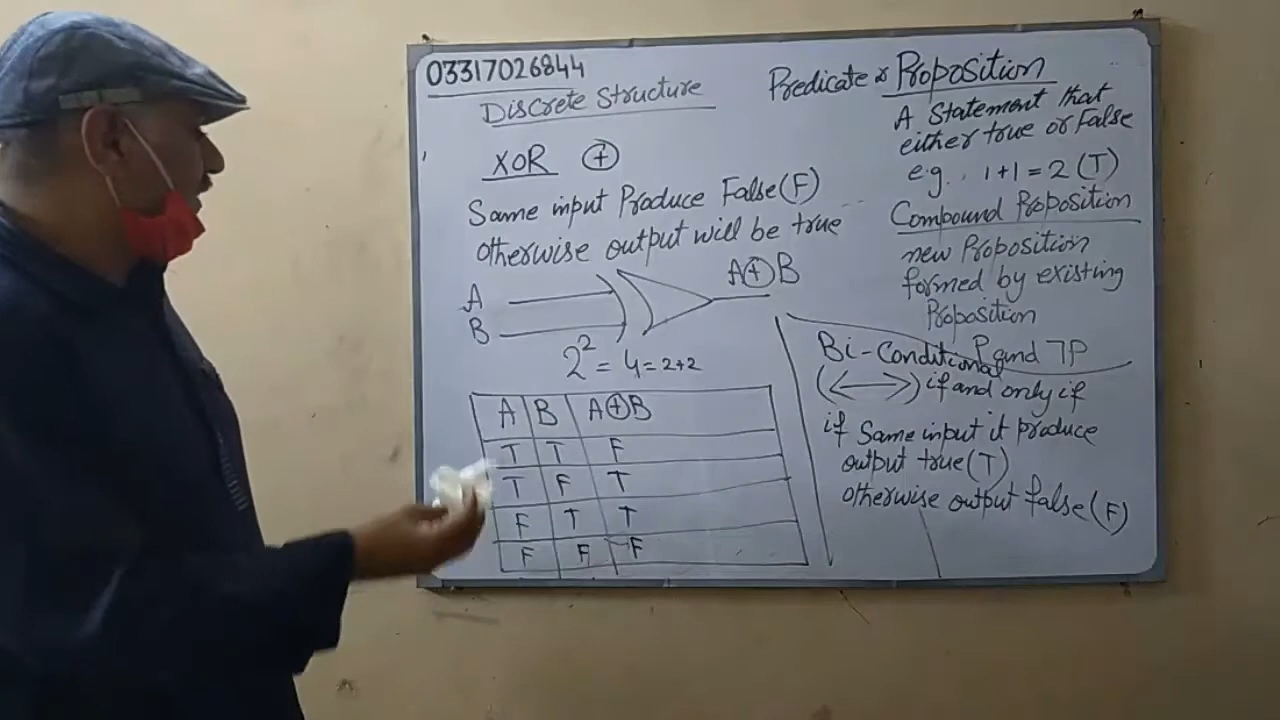 03317026844
Discrete Structure
XOR ⊕
Same input Produce False(F)
otherwise output will be true
A
B
A⊕B
2² = 4 = 2+2
A B A⊕B
T T F
T F T
F T T
F F F
Predicate or Proposition
A Statement that
either true or False
e.g. 1+1=2 (T)
Compound Proposition
new Proposition
formed by existing
Proposition
P and ¬P
Bi-Conditional
(⟷) if and only if
if Same input it produce
output true(T)
otherwise output false(F)